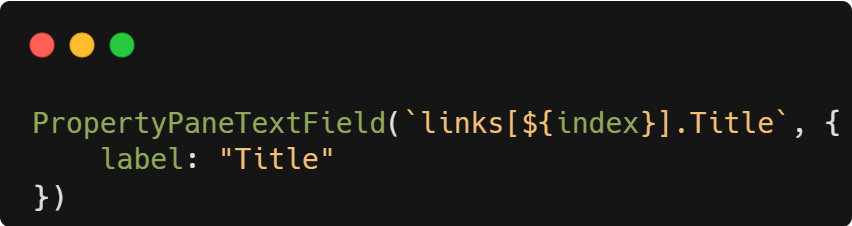 PropertyPaneTextField(`links[${index}].Title`, {
    label: "Title"
})